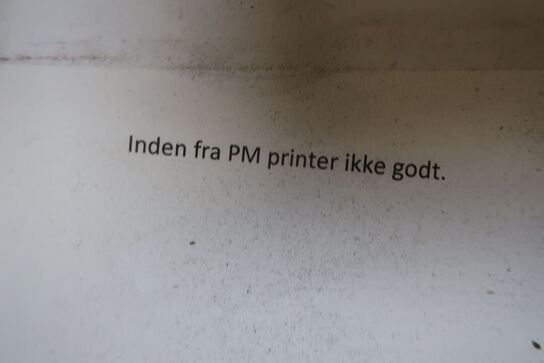 Inden fra PM printer ikke godt.